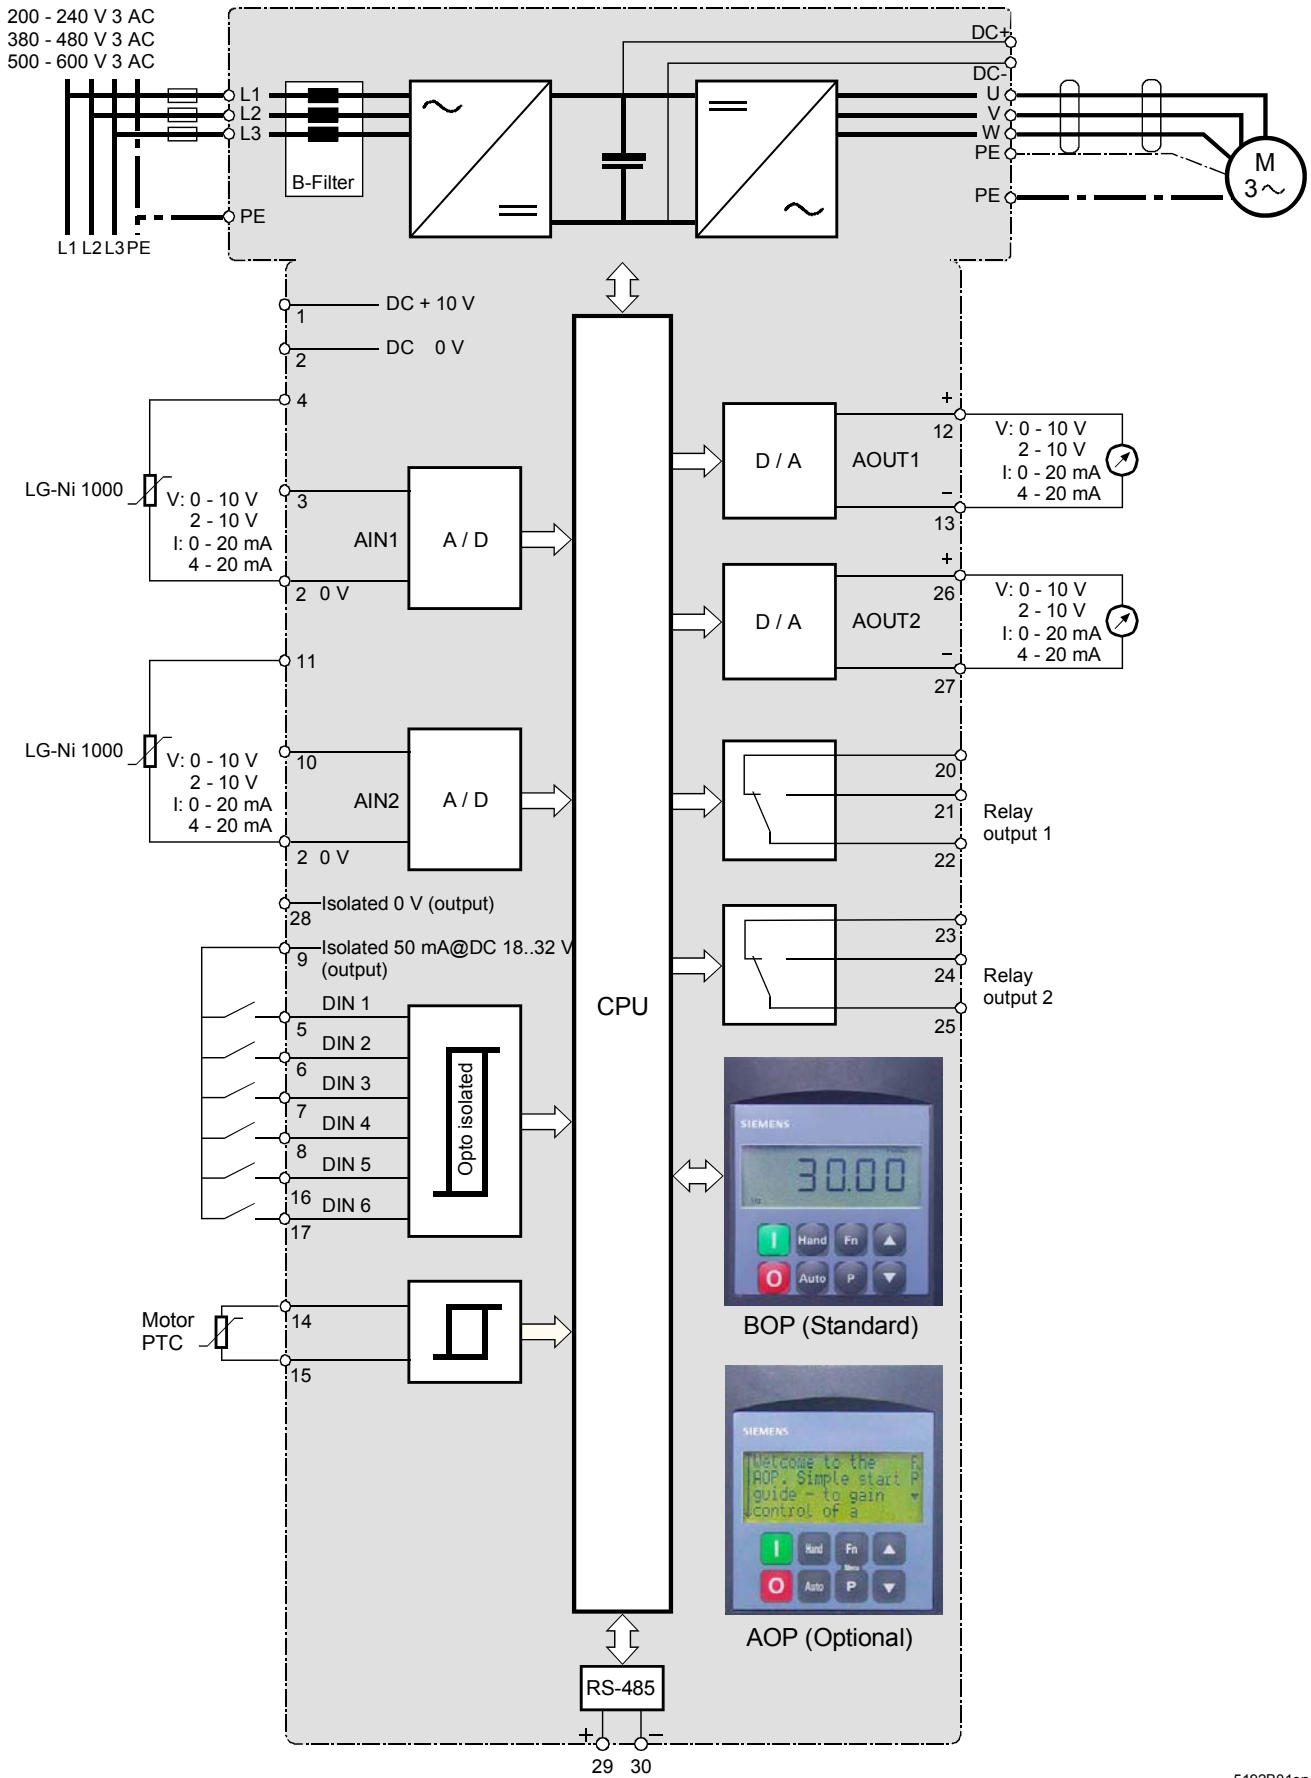 200 - 240 V 3 AC
380 - 480 V 3 AC
500 - 600 V 3 AC
DC+
DC-
L1
L2
L3
B-Filter
U
V
W
PE
PE
PE
M
3
L1 L2 L3 PE
1
DC + 10 V
2
DC 0 V
4
LG-Ni 1000
V: 0 - 10 V
2 - 10 V
I: 0 - 20 mA
4 - 20 mA
3
AIN1
A / D
2 0 V
11
LG-Ni 1000
V: 0 - 10 V
2 - 10 V
I: 0 - 20 mA
4 - 20 mA
10
AIN2
A / D
2 0 V
28
Isolated 0 V (output)
9
Isolated 50 mA@DC 18..32 V
(output)
DIN 1
5
DIN 2
6
DIN 3
7
DIN 4
8
DIN 5
16
DIN 6
17
Opto isolated
Motor
PTC
14
15
CPU
D / A
AOUT1
+
12
−
13
V: 0 - 10 V
2 - 10 V
I: 0 - 20 mA
4 - 20 mA
D / A
AOUT2
+
26
−
27
V: 0 - 10 V
2 - 10 V
I: 0 - 20 mA
4 - 20 mA
20
21
22
Relay
output 1
23
24
25
Relay
output 2
SIEMENS
30.00
Hz
I
Hand
Fn
O
Auto
P
BOP (Standard)
SIEMENS
Welcome to the
AOP. Simple start P
guide - to gain
control of a
I
Hand
Fn
Menu
O
Auto
P
AOP (Optional)
RS-485
+
−
29 30